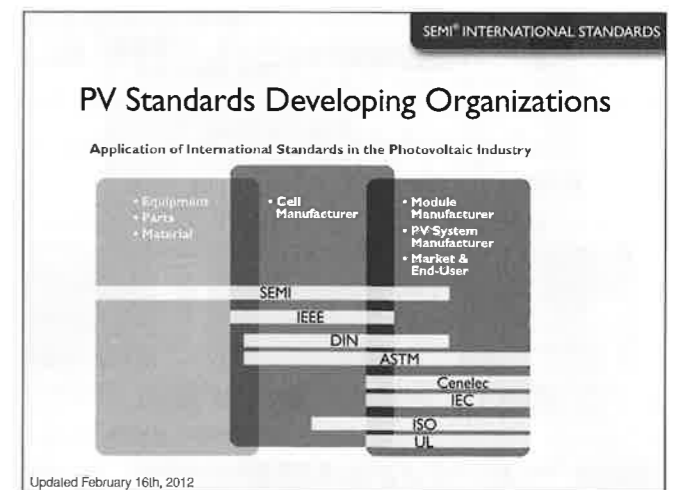 SEMI® INTERNATIONAL STANDARDS
PV Standards Developing Organizations
Application of International Standards in the Photovoltaic Industry
• Equipment
• Parts
• Material
• Cell
Manufacturer
• Module
Manufacturer
• PV System
Manufacturer
• Market &
End-User
SEMI
IEEE
DIN
ASTM
Cenelec
IEC
ISO
UL
Updated February 16th, 2012